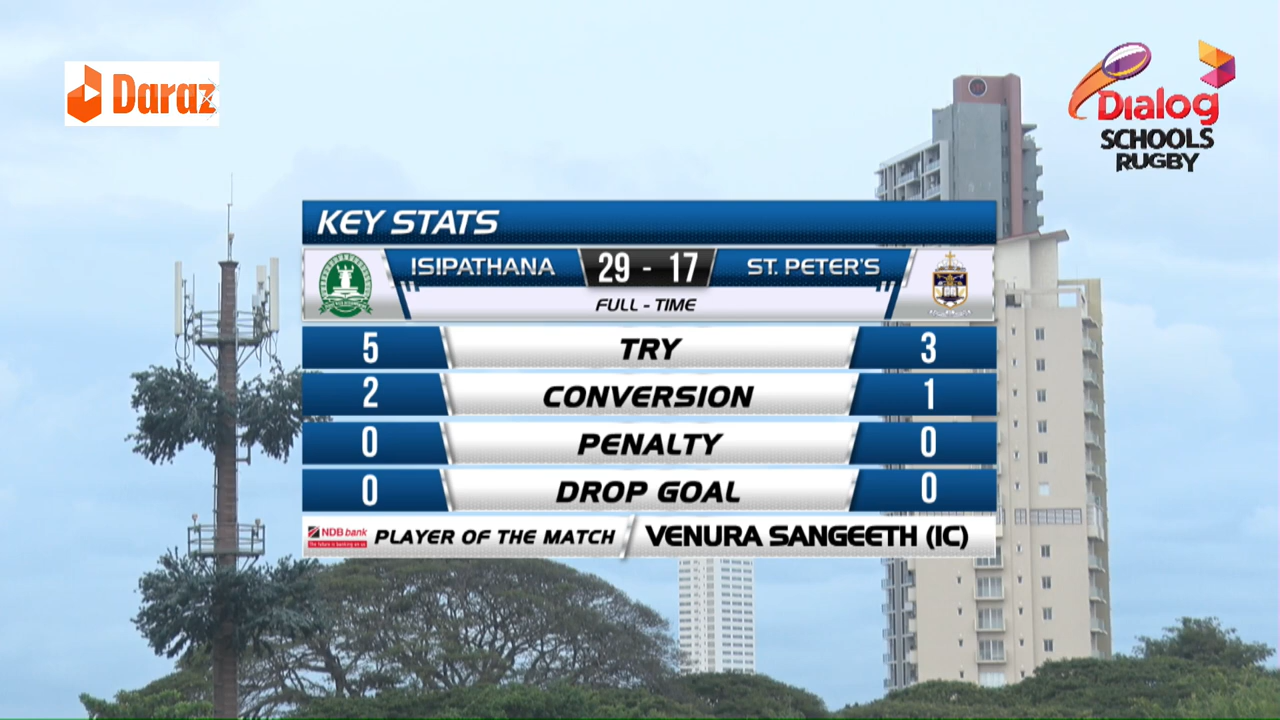 Daraz
Dialog
SCHOOLS
RUGBY
KEY STATS
ISIPATHANA 29 - 17 ST. PETER'S
FULL - TIME
5 TRY 3
2 CONVERSION 1
0 PENALTY 0
0 DROP GOAL 0
NDB bank PLAYER OF THE MATCH VENURA SANGEETH (IC)